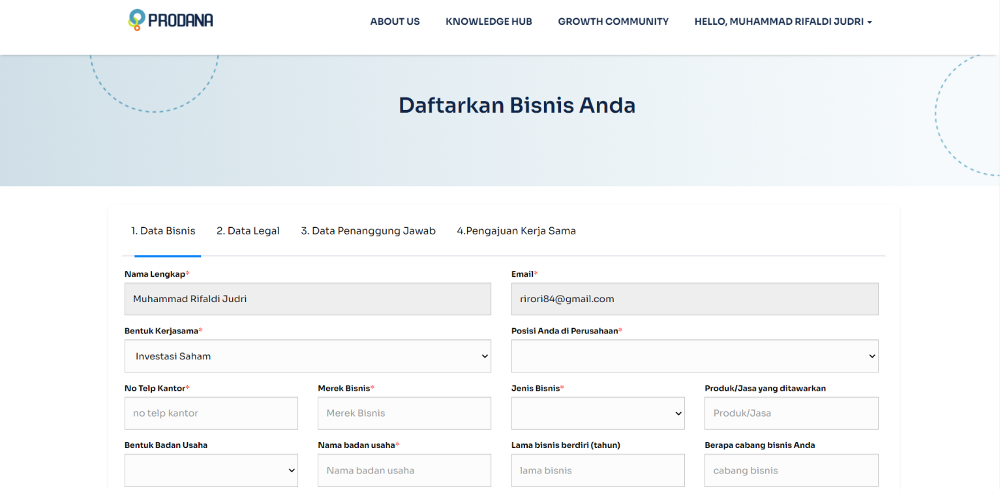 PRODANA
ABOUT US KNOWLEDGE HUB GROWTH COMMUNITY HELLO, MUHAMMAD RIFALDI JUDRI
Daftarkan Bisnis Anda
1. Data Bisnis 2. Data Legal 3. Data Penanggung Jawab 4.Pengajuan Kerja Sama
Nama Lengkap* Email*
Muhammad Rifaldi Judri rirori84@gmail.com
Bentuk Kerjasama* Posisi Anda di Perusahaan*
Investasi Saham
No Telp Kantor* Merek Bisnis* Jenis Bisnis* Produk/Jasa yang ditawarkan
no telp kantor Merek Bisnis Produk/Jasa
Bentuk Badan Usaha Nama badan usaha* Lama bisnis berdiri (tahun) Berapa cabang bisnis Anda
Nama badan usaha lama bisnis cabang bisnis